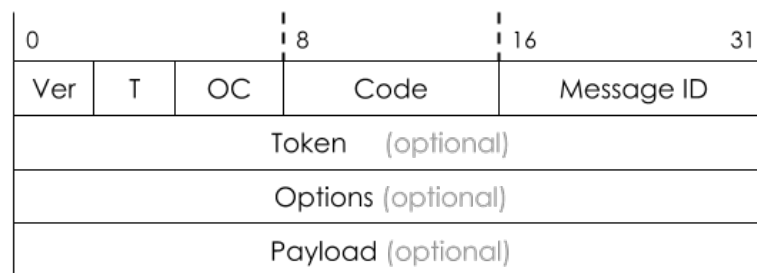 0 8 16 31
Ver T OC Code Message ID
Token (optional)
Options (optional)
Payload (optional)